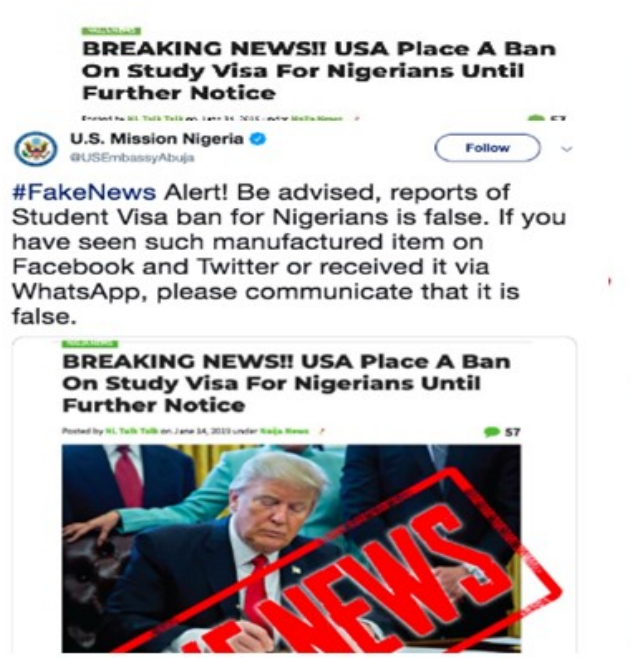 BREAKING NEWS!! USA Place A Ban
On Study Visa For Nigerians Until
Further Notice
57
U.S. Mission Nigeria
@USEmbassyAbuja
Follow
#FakeNews Alert! Be advised, reports of
Student Visa ban for Nigerians is false. If you
have seen such manufactured item on
Facebook and Twitter or received it via
WhatsApp, please communicate that it is
false.
NAIJA NEWS
BREAKING NEWS!! USA Place A Ban
On Study Visa For Nigerians Until
Further Notice
Posted by NL Talk Talk on June 14, 2019 under Naija News
57
NEWS